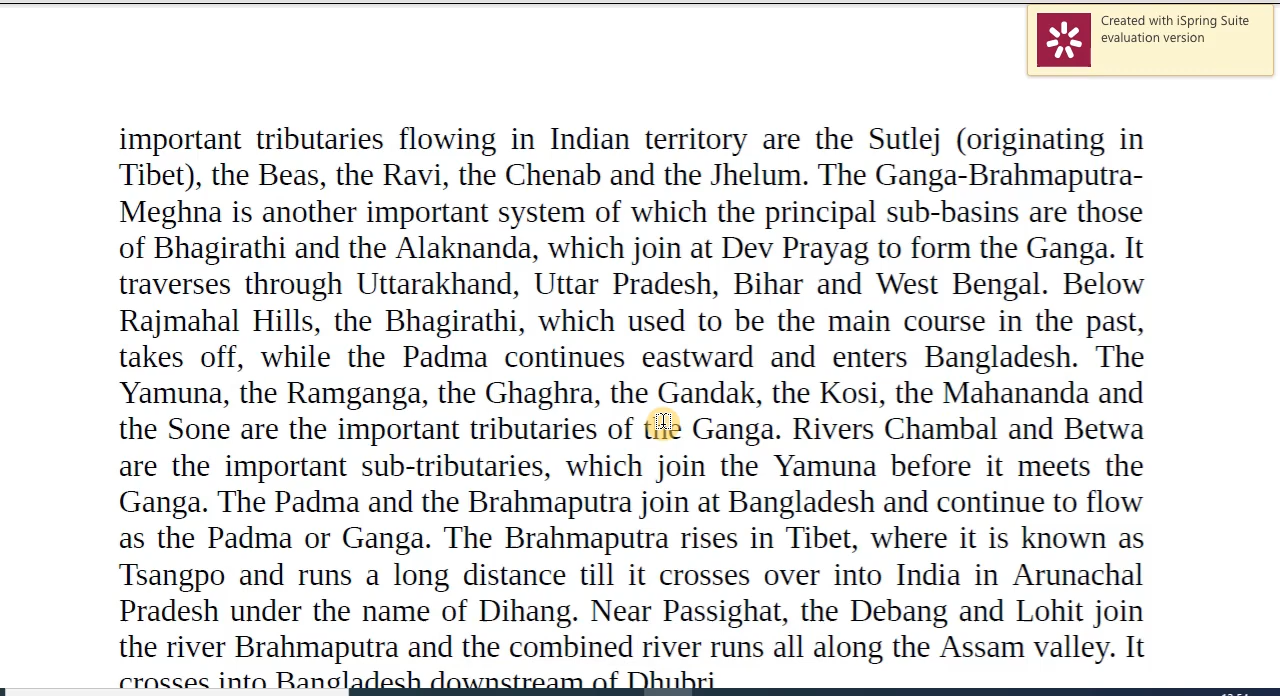 Created with iSpring Suite
evaluation version
important tributaries flowing in Indian territory are the Sutlej (originating in
Tibet), the Beas, the Ravi, the Chenab and the Jhelum. The Ganga-Brahmaputra-
Meghna is another important system of which the principal sub-basins are those
of Bhagirathi and the Alaknanda, which join at Dev Prayag to form the Ganga. It
traverses through Uttarakhand, Uttar Pradesh, Bihar and West Bengal. Below
Rajmahal Hills, the Bhagirathi, which used to be the main course in the past,
takes off, while the Padma continues eastward and enters Bangladesh. The
Yamuna, the Ramganga, the Ghaghra, the Gandak, the Kosi, the Mahananda and
the Sone are the important tributaries of the Ganga. Rivers Chambal and Betwa
are the important sub-tributaries, which join the Yamuna before it meets the
Ganga. The Padma and the Brahmaputra join at Bangladesh and continue to flow
as the Padma or Ganga. The Brahmaputra rises in Tibet, where it is known as
Tsangpo and runs a long distance till it crosses over into India in Arunachal
Pradesh under the name of Dihang. Near Passighat, the Debang and Lohit join
the river Brahmaputra and the combined river runs all along the Assam valley. It
crosses into Bangladesh downstream of Dhubri